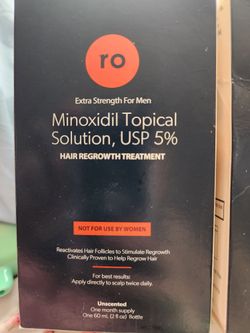 ro
Extra Strength For Men
Minoxidil Topical
Solution, USP 5%
HAIR REGROWTH TREATMENT
NOT FOR USE BY WOMEN
Reactivates Hair Follicles to Stimulate Regrowth
Clinically Proven to Help Regrow Hair
For best results:
Apply directly to scalp twice daily.
Unscented
One month supply
One 60 mL (2 fl oz) Bottle